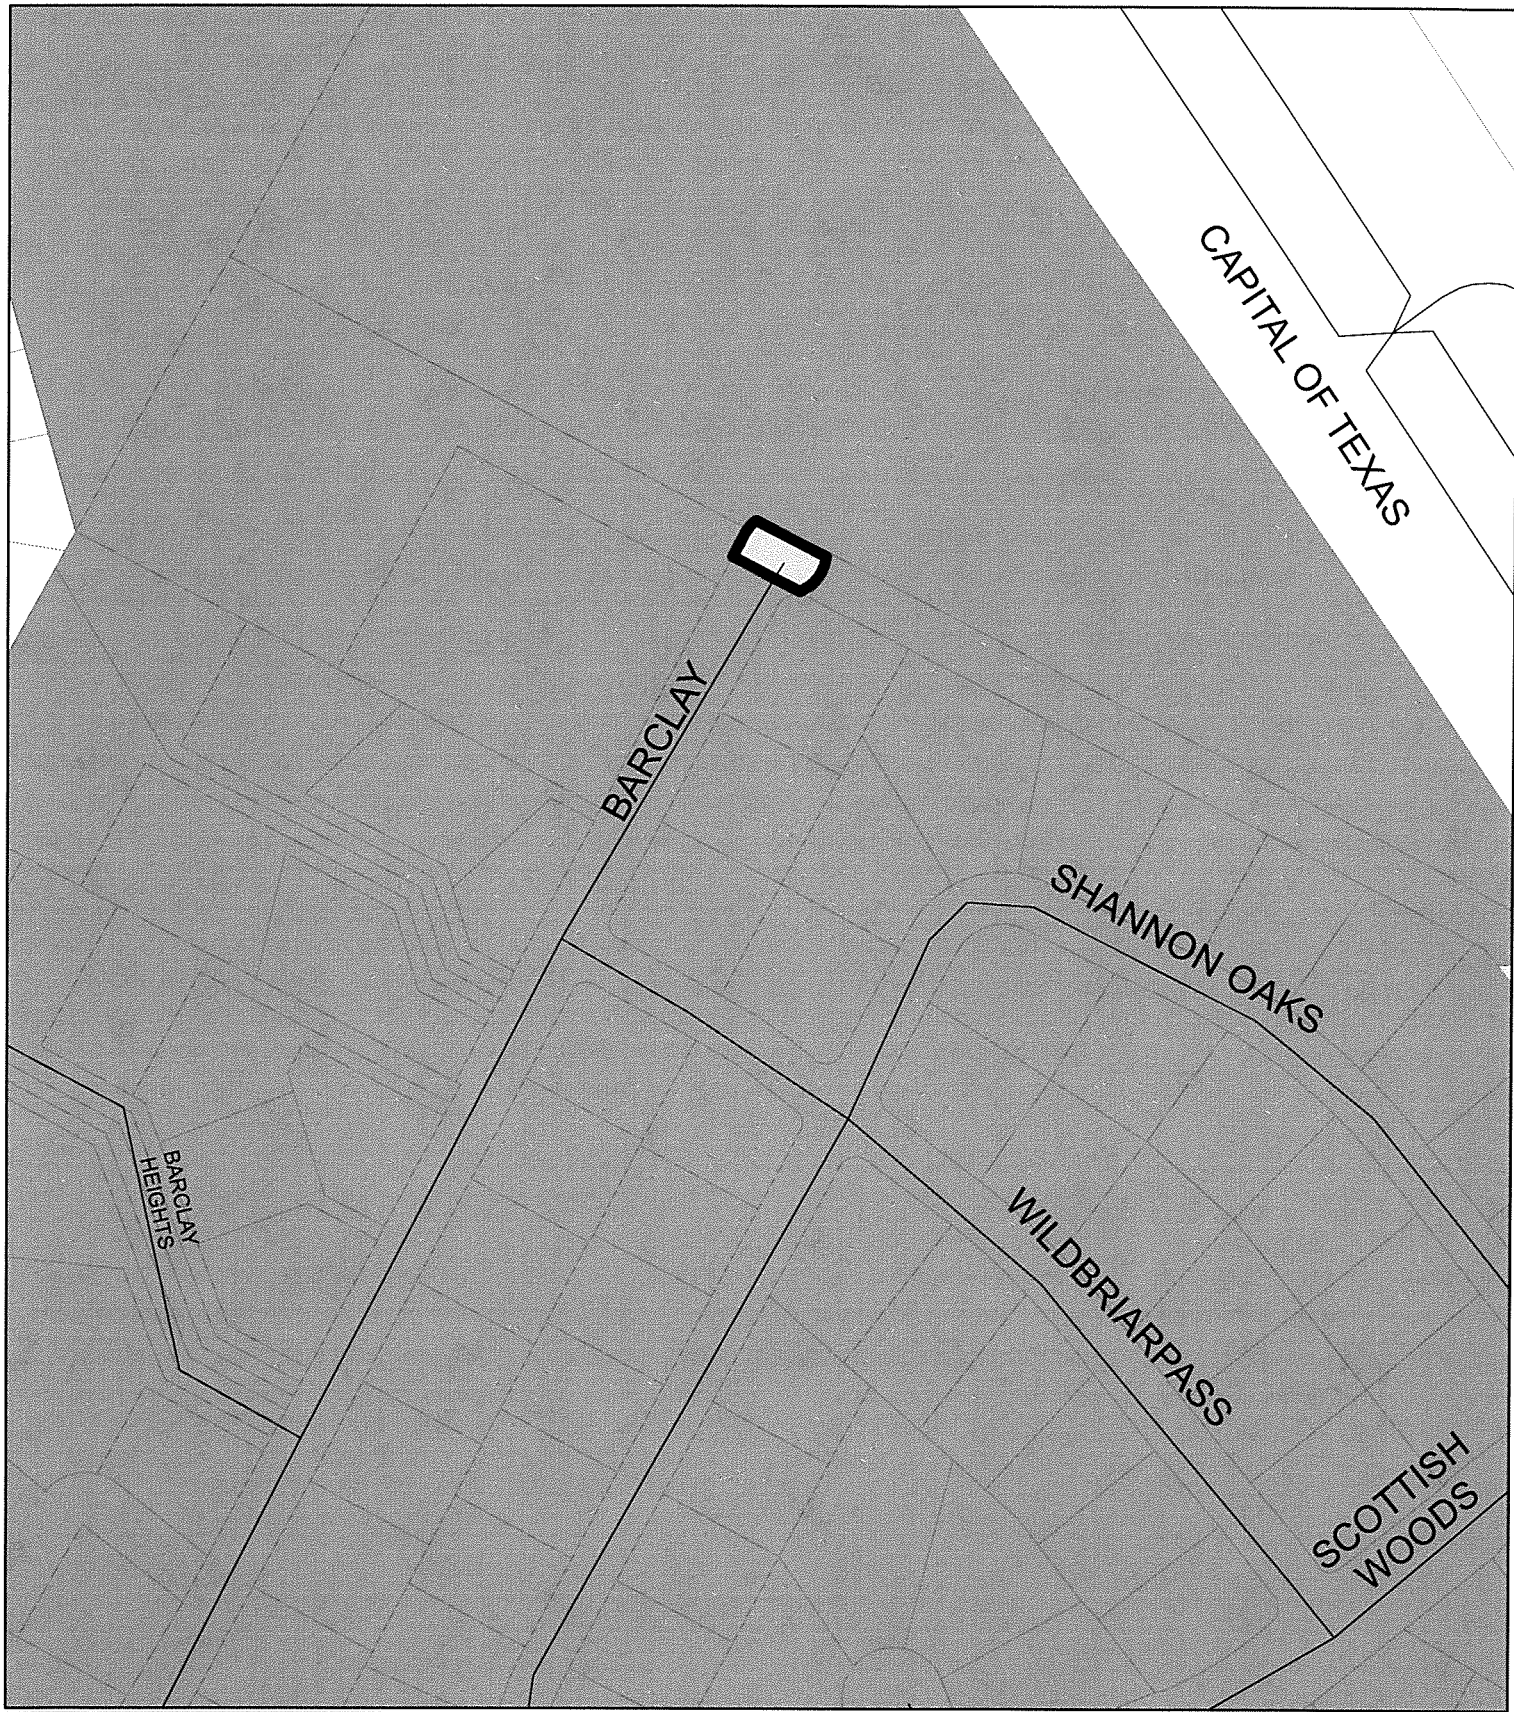 CAPITAL OF TEXAS
BARCLAY
SHANNON OAKS
BARCLAY
HEIGHTS
WILDBRIARPASS
SCOTTISH
WOODS